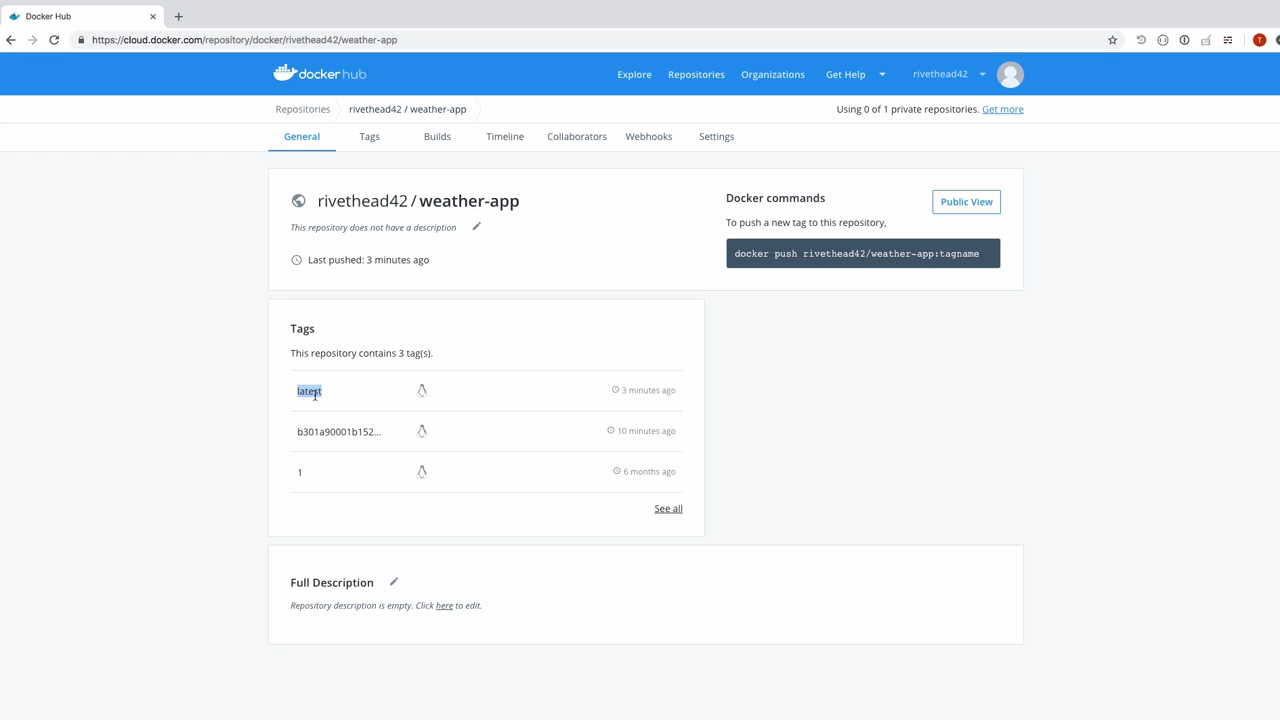 Docker Hub
https://cloud.docker.com/repository/docker/rivethead42/weather-app
T
dockerhub
Explore Repositories Organizations Get Help rivethead42
Repositories rivethead42 / weather-app Using 0 of 1 private repositories. Get more
General Tags Builds Timeline Collaborators Webhooks Settings
rivethead42 / weather-app
This repository does not have a description
Last pushed: 3 minutes ago
Docker commands
Public View
To push a new tag to this repository,
docker push rivethead42/weather-app:tagname
Tags
This repository contains 3 tag(s).
latest 3 minutes ago
b301a90001b152... 10 minutes ago
1 6 months ago
See all
Full Description
Repository description is empty. Click here to edit.